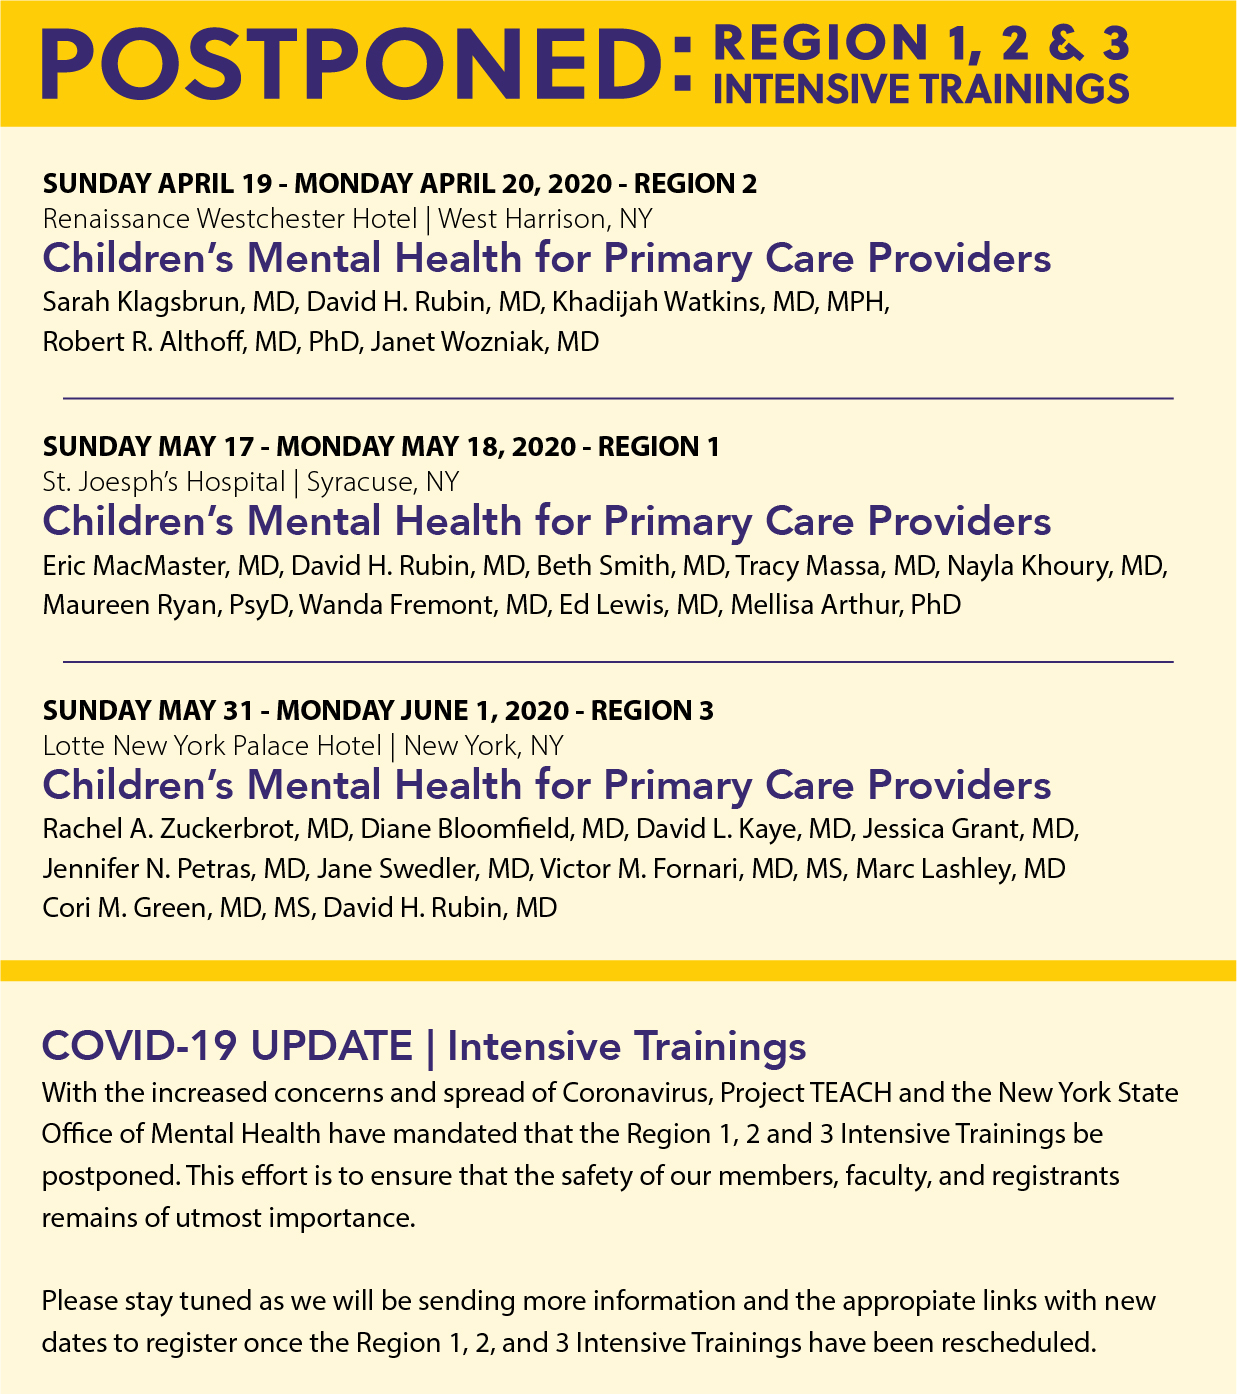 POSTPONED: REGION 1, 2 & 3
INTENSIVE TRAININGS
SUNDAY APRIL 19 - MONDAY APRIL 20, 2020 - REGION 2
Renaissance Westchester Hotel | West Harrison, NY
Children’s Mental Health for Primary Care Providers
Sarah Klagsbrun, MD, David H. Rubin, MD, Khadijah Watkins, MD, MPH,
Robert R. Althoff, MD, PhD, Janet Wozniak, MD
SUNDAY MAY 17 - MONDAY MAY 18, 2020 - REGION 1
St. Joesph’s Hospital | Syracuse, NY
Children’s Mental Health for Primary Care Providers
Eric MacMaster, MD, David H. Rubin, MD, Beth Smith, MD, Tracy Massa, MD, Nayla Khoury, MD,
Maureen Ryan, PsyD, Wanda Fremont, MD, Ed Lewis, MD, Mellisa Arthur, PhD
SUNDAY MAY 31 - MONDAY JUNE 1, 2020 - REGION 3
Lotte New York Palace Hotel | New York, NY
Children’s Mental Health for Primary Care Providers
Rachel A. Zuckerbrot, MD, Diane Bloomfield, MD, David L. Kaye, MD, Jessica Grant, MD,
Jennifer N. Petras, MD, Jane Swedler, MD, Victor M. Fornari, MD, MS, Marc Lashley, MD
Cori M. Green, MD, MS, David H. Rubin, MD
COVID-19 UPDATE | Intensive Trainings
With the increased concerns and spread of Coronavirus, Project TEACH and the New York State
Office of Mental Health have mandated that the Region 1, 2 and 3 Intensive Trainings be
postponed. This effort is to ensure that the safety of our members, faculty, and registrants
remains of utmost importance.
Please stay tuned as we will be sending more information and the appropiate links with new
dates to register once the Region 1, 2, and 3 Intensive Trainings have been rescheduled.